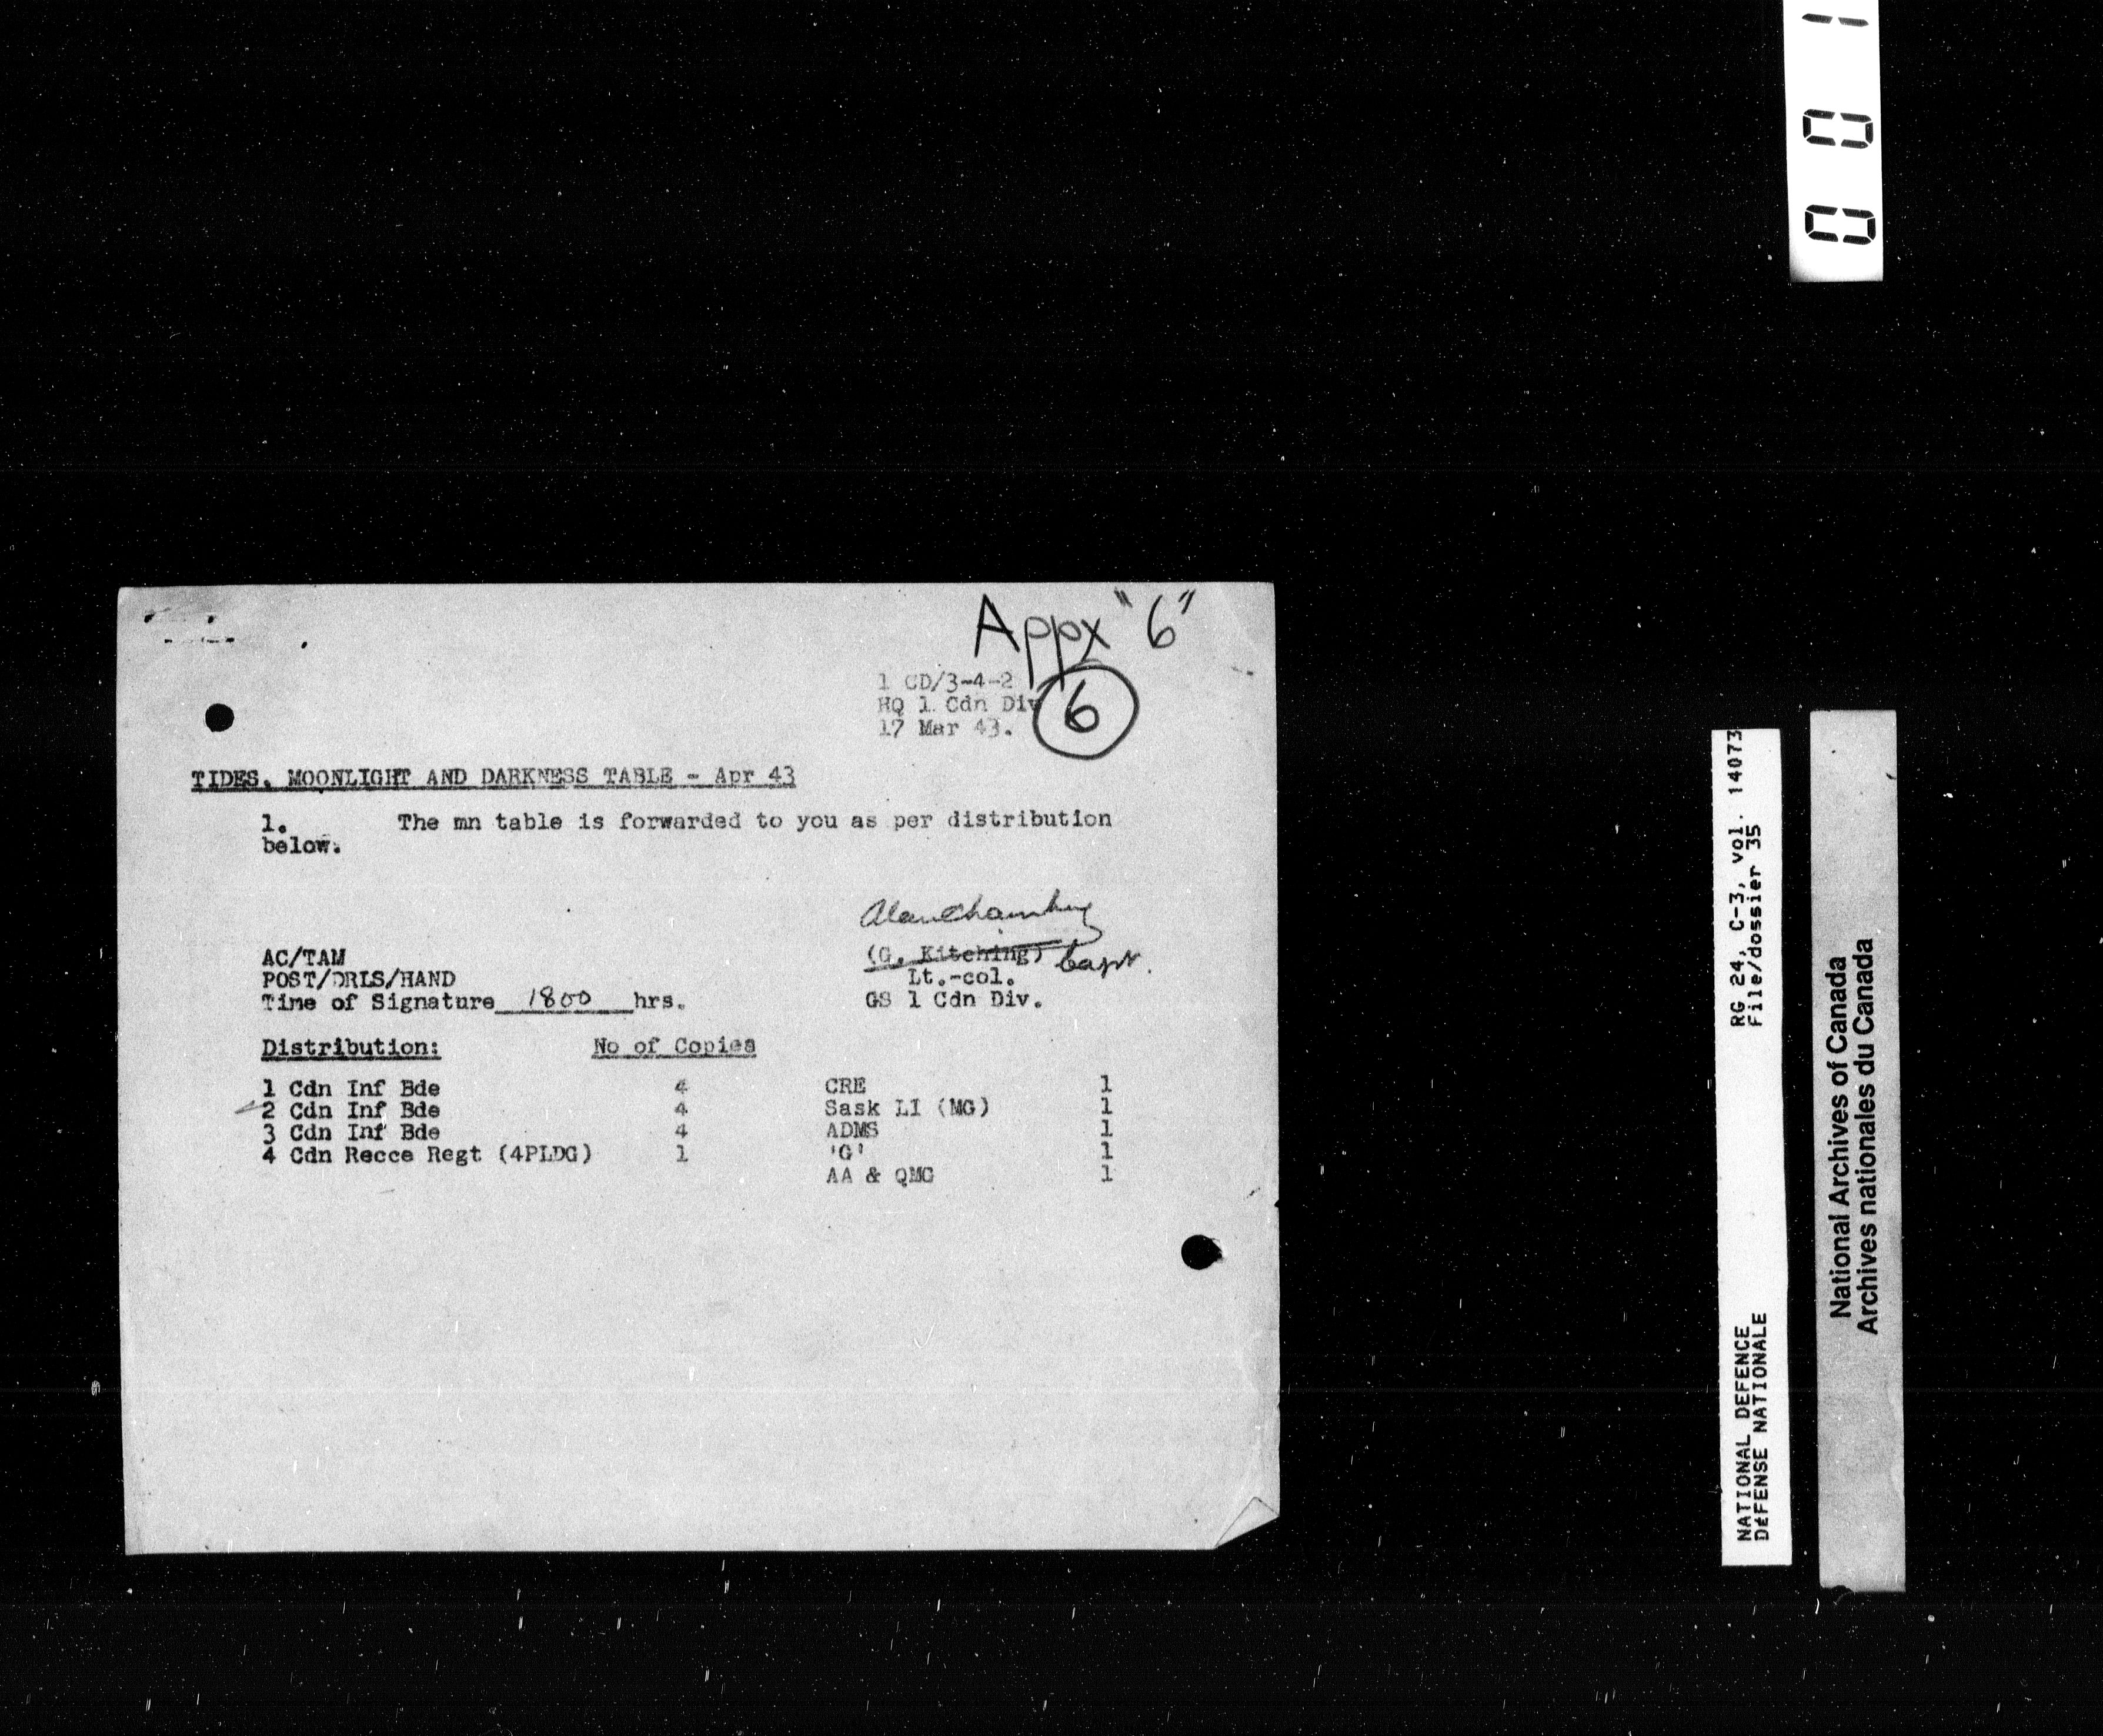 Appx "6"
1 CD/3-4-2
HQ 1 Cdn Div
17 Mar 43.
6
TIDES, MOONLIGHT AND DARKNESS TABLE - Apr 43
1. The mn table is forwarded to you as per distribution
below.
(G. Kitching) Capt.
AC/TAM
POST/DRLS/HAND
Lt.-col.
Time of Signature 1800 hrs.
GS 1 Cdn Div.
Distribution: No of Copies
1 Cdn Inf Bde 4 CRE 1
2 Cdn Inf Bde 4 Sask LI (MG) 1
3 Cdn Inf Bde 4 ADMS 1
4 Cdn Recce Regt (4PLDG) 1 'G' 1
AA & QMG 1
RG 24, C-3, vol. 14073
File/dossier 35
NATIONAL DEFENCE
DÉFENSE NATIONALE
National Archives of Canada
Archives nationales du Canada
001